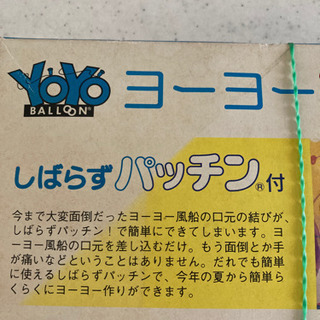 YOYO
BALLOON®
ヨーヨー
しばらずパッチン®付
今まで大変面倒だったヨーヨー風船の口元の結びが、
しばらずパッチン！で簡単にできてしまいます。ヨ
ーヨー風船の口元を差し込むだけ。もう面倒とか手
が痛いなどということはありません。だれでも簡単
に使えるしばらずパッチンで、今年の夏から簡単ら
くらくにヨーヨー作りができます。